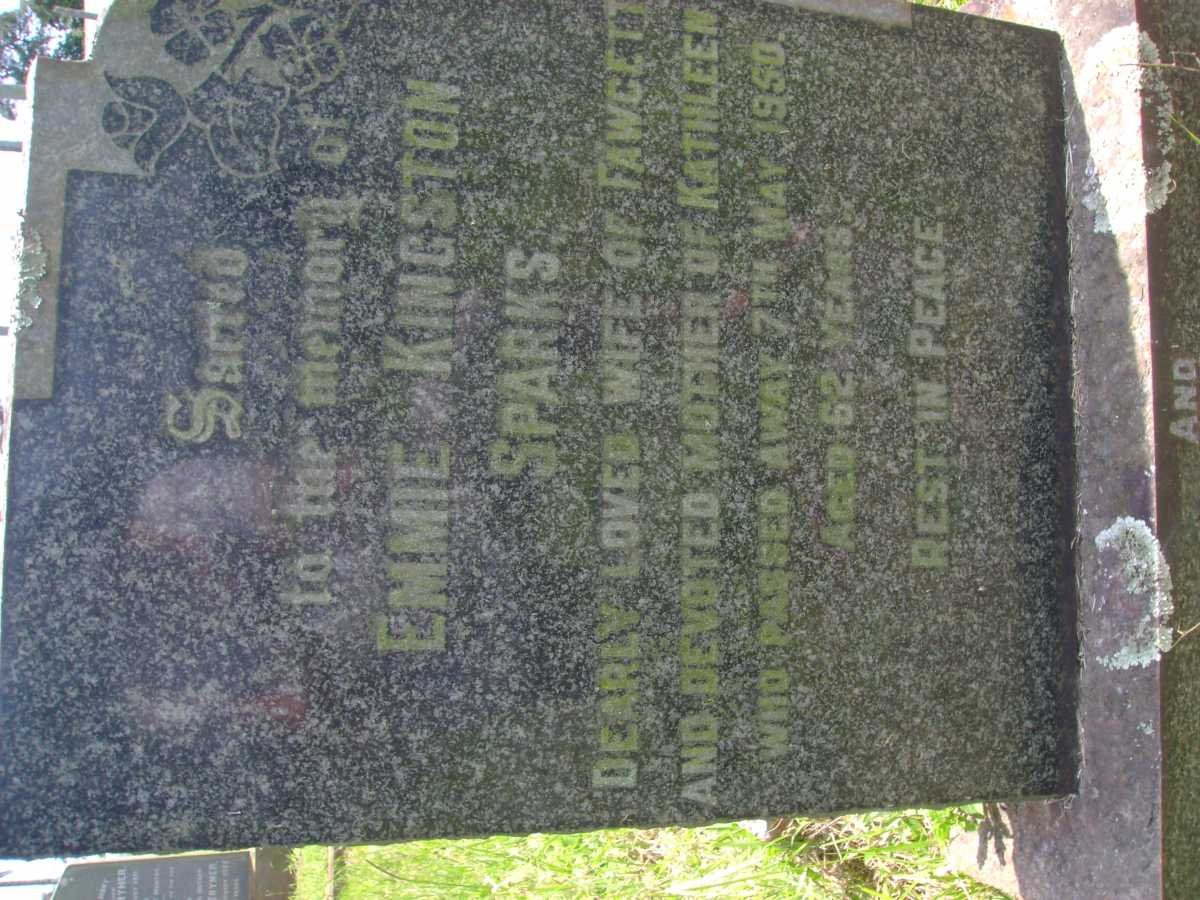 Sacred
to the memory of
EMMIE KINGSTON
SPARKS,
DEARLY LOVED WIFE OF FAWCETT
AND DEVOTED MOTHER OF KATHLEEN
WHO PASSED AWAY 7TH MAY 1950.
AGED 62 YEARS.
REST IN PEACE.
AND